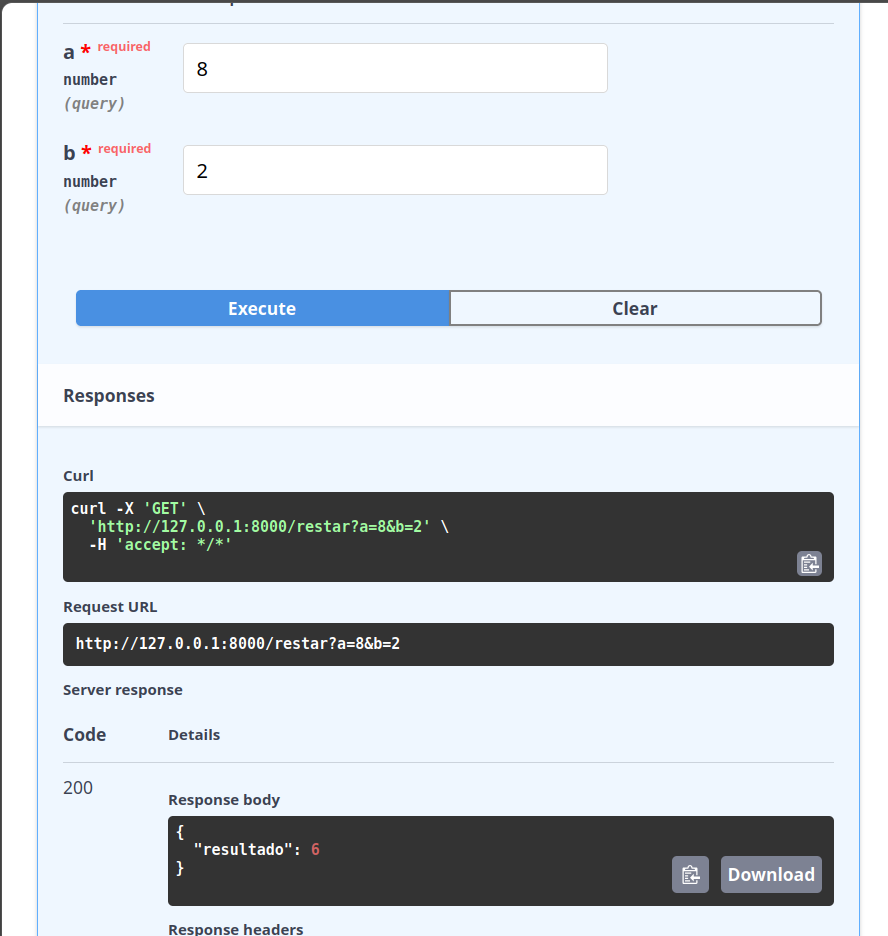 a * required
8
number
(query)
b * required
2
number
(query)
Execute
Clear
Responses
Curl
curl -X 'GET' \
  'http://127.0.0.1:8000/restar?a=8&b=2' \
  -H 'accept: */*'
Request URL
http://127.0.0.1:8000/restar?a=8&b=2
Server response
Code
Details
200
Response body
{
  "resultado": 6
}
Download
Response headers